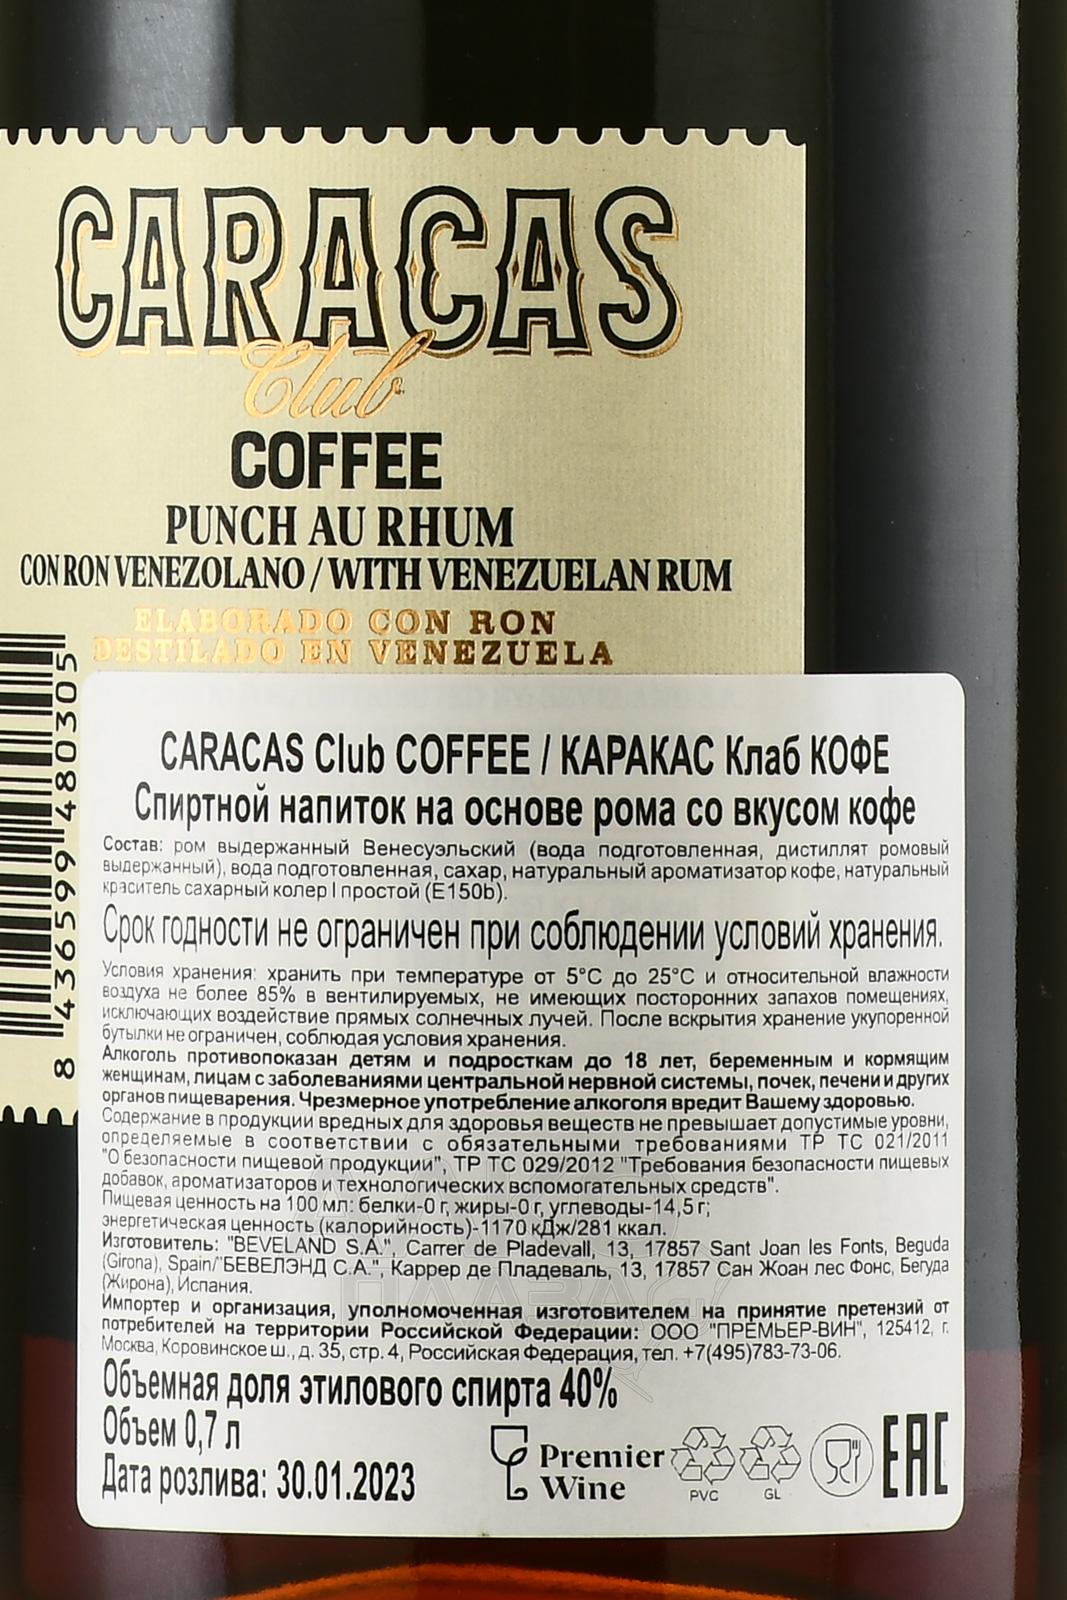 CARACAS
Club
COFFEE
PUNCH AU RHUM
CON RON VENEZOLANO / WITH VENEZUELAN RUM
ELABORADO CON RON
DESTILADO EN VENEZUELA
8 436599 480305
CARACAS Club COFFEE / КАРАКАС Клаб КОФЕ
Спиртной напиток на основе рома со вкусом кофе
Состав: ром выдержанный Венесуэльский (вода подготовленная, дистиллят ромовый
выдержанный), вода подготовленная, сахар, натуральный ароматизатор кофе, натуральный
краситель сахарный колер I простой (E150b).
Срок годности не ограничен при соблюдении условий хранения.
Условия хранения: хранить при температуре от 5°C до 25°C и относительной влажности
воздуха не более 85% в вентилируемых, не имеющих посторонних запахов помещениях,
исключающих воздействие прямых солнечных лучей. После вскрытия хранение укупоренной
бутылки не ограничен, соблюдая условия хранения.
Алкоголь противопоказан детям и подросткам до 18 лет, беременным и кормящим
женщинам, лицам с заболеваниями центральной нервной системы, почек, печени и других
органов пищеварения. Чрезмерное употребление алкоголя вредит Вашему здоровью.
Содержание в продукции вредных для здоровья веществ не превышает допустимые уровни,
определяемые в соответствии с обязательными требованиями ТР ТС 021/2011
"О безопасности пищевой продукции", ТР ТС 029/2012 "Требования безопасности пищевых
добавок, ароматизаторов и технологических вспомогательных средств".
Пищевая ценность на 100 мл: белки-0 г, жиры-0 г, углеводы-14,5 г;
энергетическая ценность (калорийность)-1170 кДж/281 ккал.
Изготовитель: "BEVELAND S.A.", Carrer de Pladevall, 13, 17857 Sant Joan les Fonts, Beguda
(Girona), Spain/"БЕВЕЛЭНД С.А.", Каррер де Пладеваль, 13, 17857 Сан Жоан лес Фонс, Бегуда
(Жирона), Испания.
Импортер и организация, уполномоченная изготовителем на принятие претензий от
потребителей на территории Российской Федерации: ООО "ПРЕМЬЕР-ВИН", 125412, г.
Москва, Коровинское ш., д. 35, стр. 4, Российская Федерация, тел. +7(495)783-73-06.
Объемная доля этилового спирта 40%
Объем 0,7 л
Дата розлива: 30.01.2023
Premier
Wine
PVC
GL
EAC